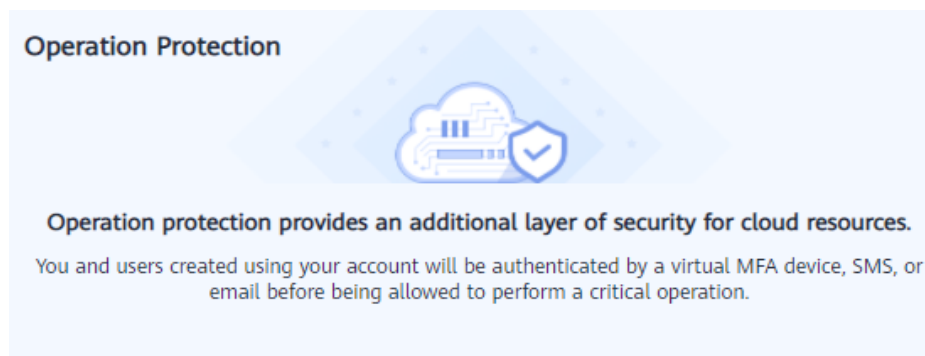 Operation Protection
Operation protection provides an additional layer of security for cloud resources.
You and users created using your account will be authenticated by a virtual MFA device, SMS, or
email before being allowed to perform a critical operation.